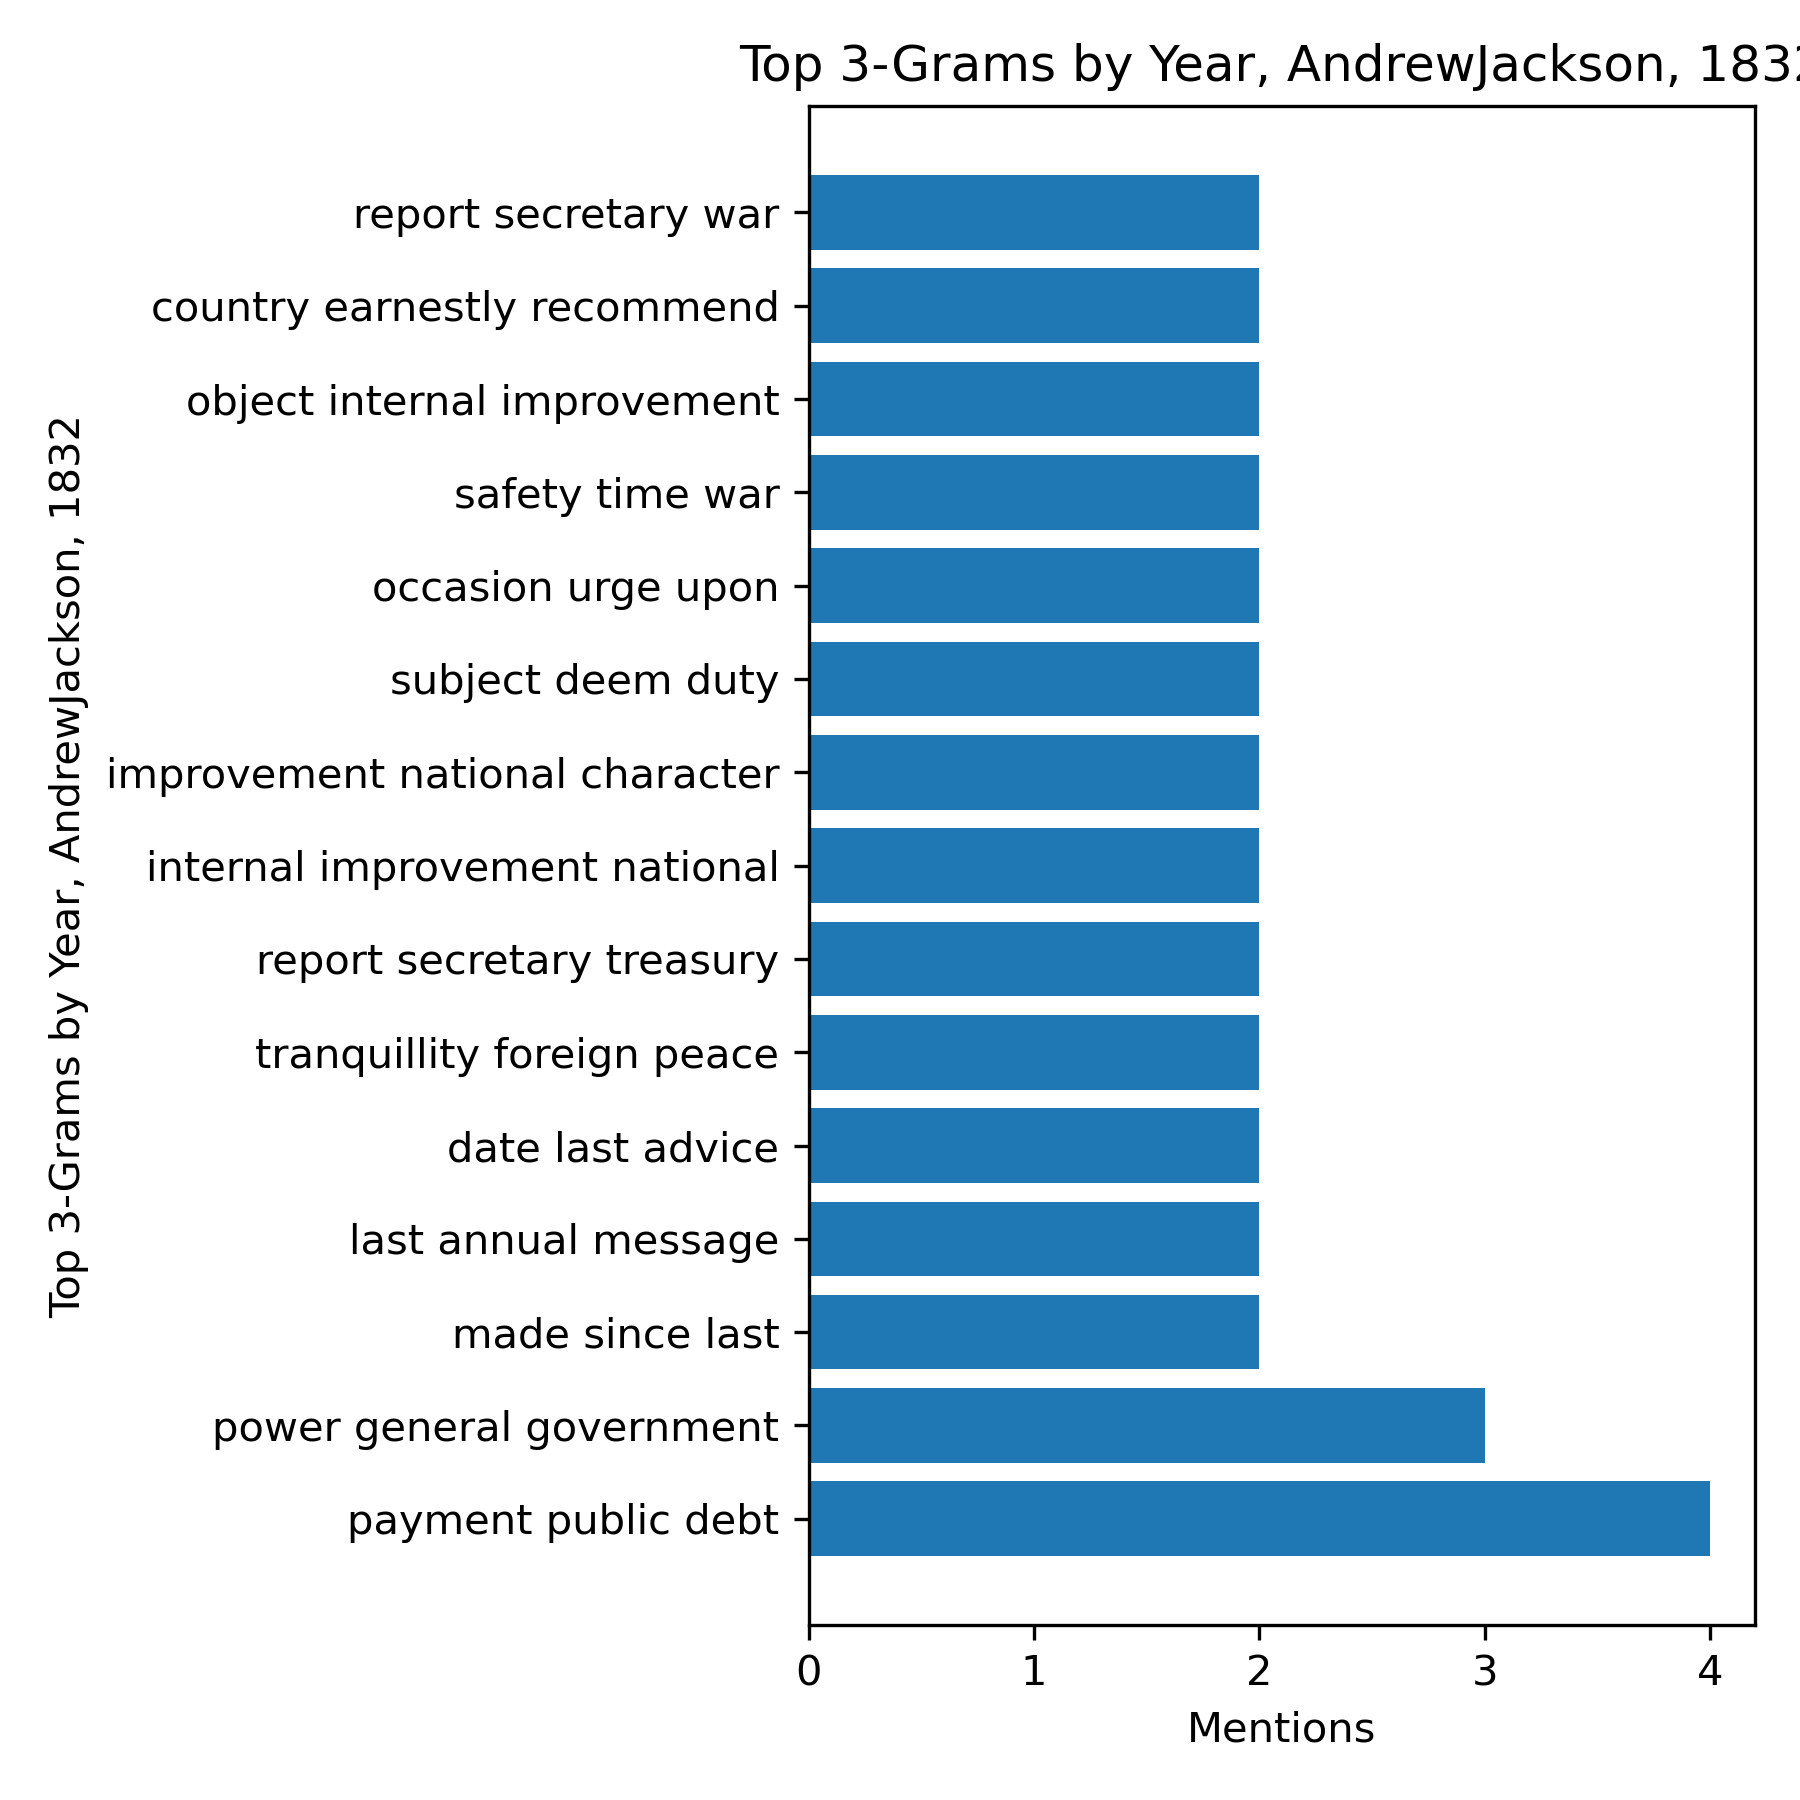 Top 3-Grams by Year, AndrewJackson, 1832
Top 3-Grams by Year, AndrewJackson, 1832
report secretary war
country earnestly recommend
object internal improvement
safety time war
occasion urge upon
subject deem duty
improvement national character
internal improvement national
report secretary treasury
tranquillity foreign peace
date last advice
last annual message
made since last
power general government
payment public debt
0 1 2 3 4
Mentions